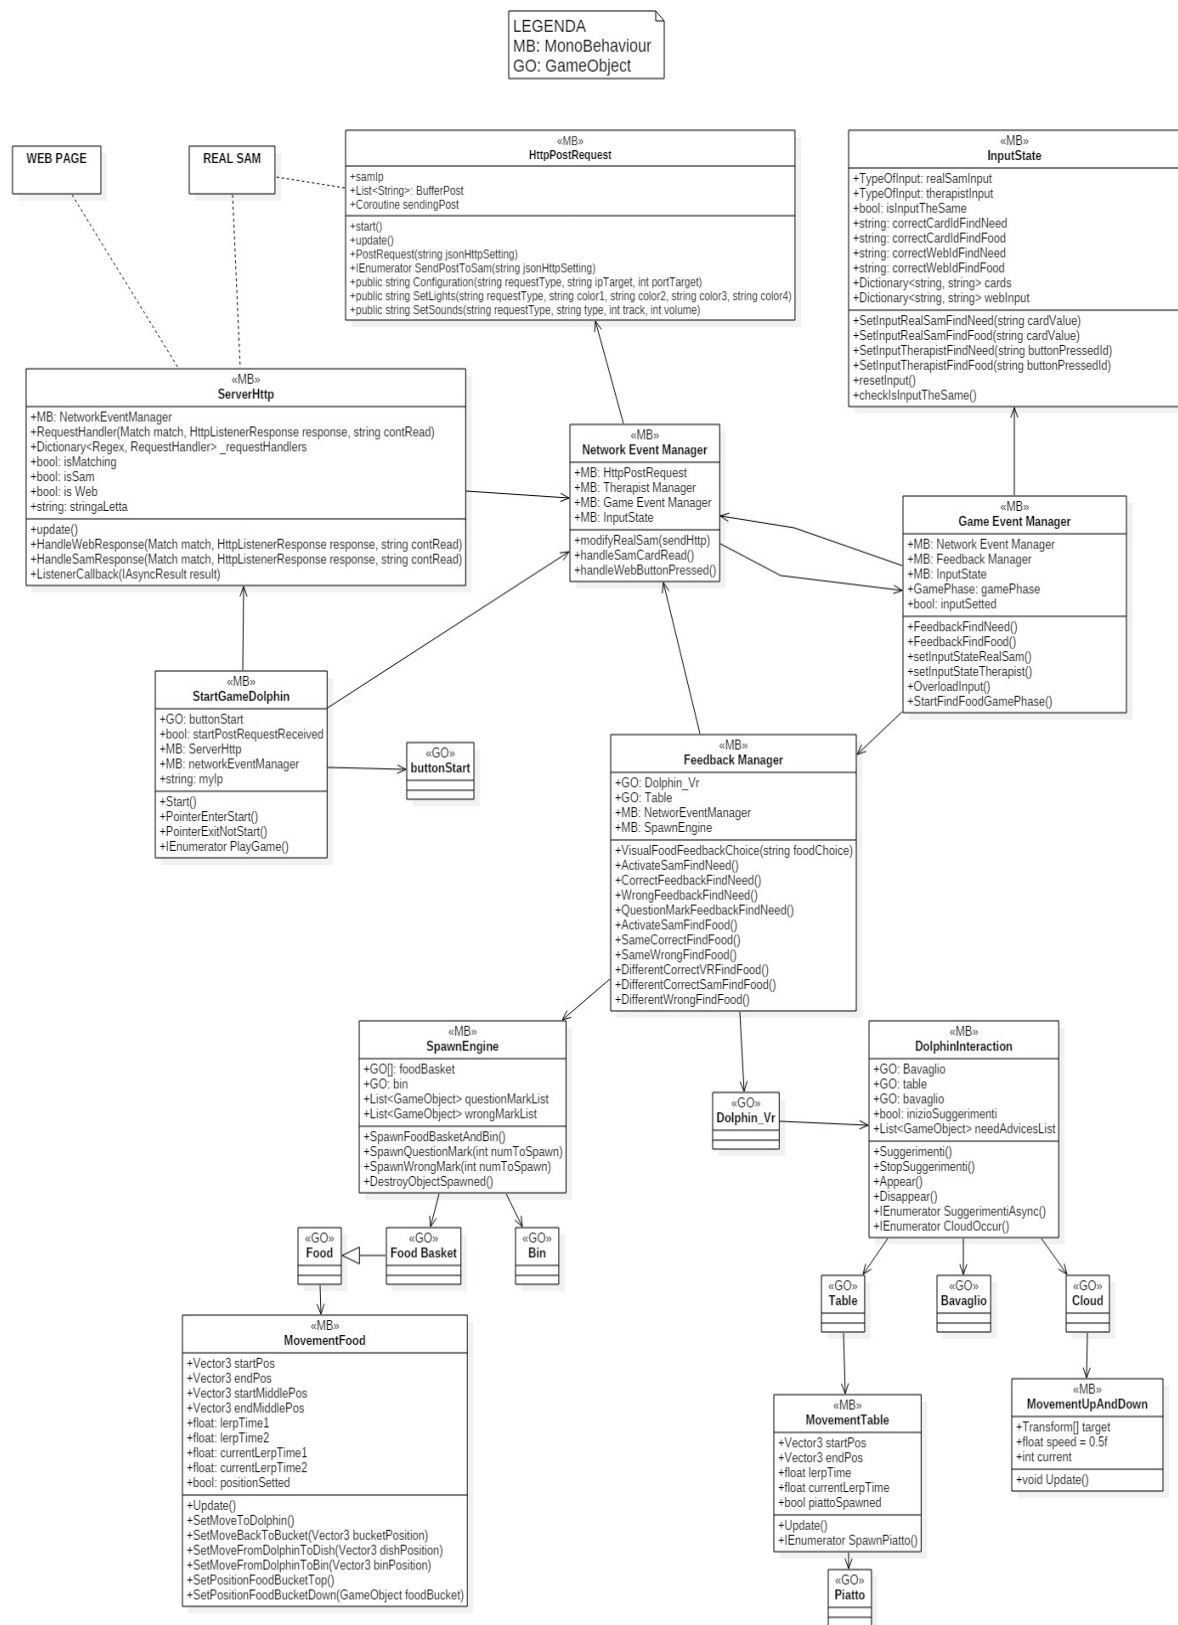 LEGENDA
MB: MonoBehaviour
GO: GameObject
WEB PAGE
REAL SAM
«MB»
HttpPostRequest
+samIp
+List<String>: BufferPost
+Coroutine sendingPost
+start()
+update()
+PostRequest(string jsonHttpSetting)
+IEnumerator SendPostToSam(string jsonHttpSetting)
+public string Configuration(string requestType, string ipTarget, int portTarget)
+public string SetLights(string requestType, string color1, string color2, string color3, string color4)
+public string SetSounds(string requestType, string type, int track, int volume)
«MB»
InputState
+TypeOfInput: realSamInput
+TypeOfInput: therapistInput
+bool: isInputTheSame
+string: correctCardIdFindNeed
+string: correctCardIdFindFood
+string: correctWebIdFindNeed
+string: correctWebIdFindFood
+Dictionary<string, string> cards
+Dictionary<string, string> webInput
+SetInputRealSamFindNeed(string cardValue)
+SetInputRealSamFindFood(string cardValue)
+SetInputTherapistFindNeed(string buttonPressedId)
+SetInputTherapistFindFood(string buttonPressedId)
+resetInput()
+checkIsInputTheSame()
«MB»
ServerHttp
+MB: NetworkEventManager
+RequestHandler(Match match, HttpListenerResponse response, string contRead)
+Dictionary<Regex, RequestHandler> _requestHandlers
+bool: isMatching
+bool: isSam
+bool: is Web
+string: stringaLetta
+update()
+HandleWebResponse(Match match, HttpListenerResponse response, string contRead)
+HandleSamResponse(Match match, HttpListenerResponse response, string contRead)
+ListenerCallback(IAsyncResult result)
«MB»
Network Event Manager
+MB: HttpPostRequest
+MB: Therapist Manager
+MB: Game Event Manager
+MB: InputState
+modifyRealSam(sendHttp)
+handleSamCardRead()
+handleWebButtonPressed()
«MB»
Game Event Manager
+MB: Network Event Manager
+MB: Feedback Manager
+MB: InputState
+GamePhase: gamePhase
+bool: inputSetted
+FeedbackFindNeed()
+FeedbackFindFood()
+setInputStateRealSam()
+setInputStateTherapist()
+OverloadInput()
+StartFindFoodGamePhase()
«MB»
StartGameDolphin
+GO: buttonStart
+bool: startPostRequestReceived
+MB: ServerHttp
+MB: networkEventManager
+string: myIp
+Start()
+PointerEnterStart()
+PointerExitNotStart()
+IEnumerator PlayGame()
«GO»
buttonStart
«MB»
Feedback Manager
+GO: Dolphin_Vr
+GO: Table
+MB: NetworEventManager
+MB: SpawnEngine
+VisualFoodFeedbackChoice(string foodChoice)
+ActivateSamFindNeed()
+CorrectFeedbackFindNeed()
+WrongFeedbackFindNeed()
+QuestionMarkFeedbackFindNeed()
+ActivateSamFindFood()
+SameCorrectFindFood()
+SameWrongFindFood()
+DifferentCorrectVRFindFood()
+DifferentCorrectSamFindFood()
+DifferentWrongFindFood()
«MB»
SpawnEngine
+GO[]: foodBasket
+GO: bin
+List<GameObject> questionMarkList
+List<GameObject> wrongMarkList
+SpawnFoodBasketAndBin()
+SpawnQuestionMark(int numToSpawn)
+SpawnWrongMark(int numToSpawn)
+DestroyObjectSpawned()
«GO»
Dolphin_Vr
«MB»
DolphinInteraction
+GO: Bavaglio
+GO: table
+GO: bavaglio
+bool: inizioSuggerimenti
+List<GameObject> needAdvicesList
+Suggerimenti()
+StopSuggerimenti()
+Appear()
+Disappear()
+IEnumerator SuggerimentiAsync()
+IEnumerator CloudOccur()
«GO»
Food
«GO»
Food Basket
«GO»
Bin
«GO»
Table
«GO»
Bavaglio
«GO»
Cloud
«MB»
MovementFood
+Vector3 startPos
+Vector3 endPos
+Vector3 startMiddlePos
+Vector3 endMiddlePos
+float: lerpTime1
+float: lerpTime2
+float: currentLerpTime1
+float: currentLerpTime2
+bool: positionSetted
+Update()
+SetMoveToDolphin()
+SetMoveBackToBucket(Vector3 bucketPosition)
+SetMoveFromDolphinToDish(Vector3 dishPosition)
+SetMoveFromDolphinToBin(Vector3 binPosition)
+SetPositionFoodBucketTop()
+SetPositionFoodBucketDown(GameObject foodBucket)
«MB»
MovementTable
+Vector3 startPos
+Vector3 endPos
+float lerpTime
+float currentLerpTime
+bool piattoSpawned
+Update()
+IEnumerator SpawnPiatto()
«MB»
MovementUpAndDown
+Transform[] target
+float speed = 0.5f
+int current
+void Update()
«GO»
Piatto